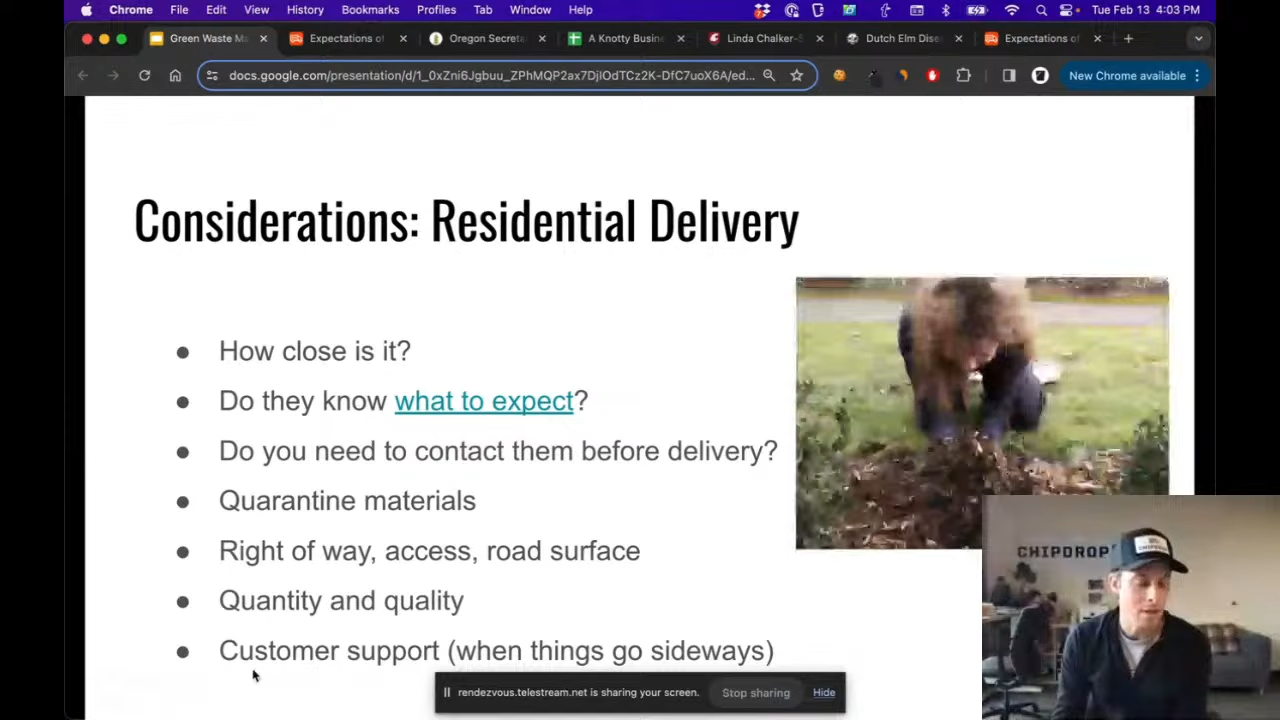 Chrome File Edit View History Bookmarks Profiles Tab Window Help Tue Feb 13 4:03 PM
Green Waste Ma Expectations of Oregon Secreta A Knotty Busine Linda Chalker-S Dutch Elm Dise Expectations of
docs.google.com/presentation/d/1_0xZni6Jgbuu_ZPhMQP2ax7DjlOdTCz2K-DfC7uoX6A/ed... New Chrome available
Considerations: Residential Delivery
● How close is it?
● Do they know what to expect?
● Do you need to contact them before delivery?
● Quarantine materials
● Right of way, access, road surface
● Quantity and quality
● Customer support (when things go sideways)
CHIPDROP
CHIPDROP
rendezvous.telestream.net is sharing your screen. Stop sharing Hide